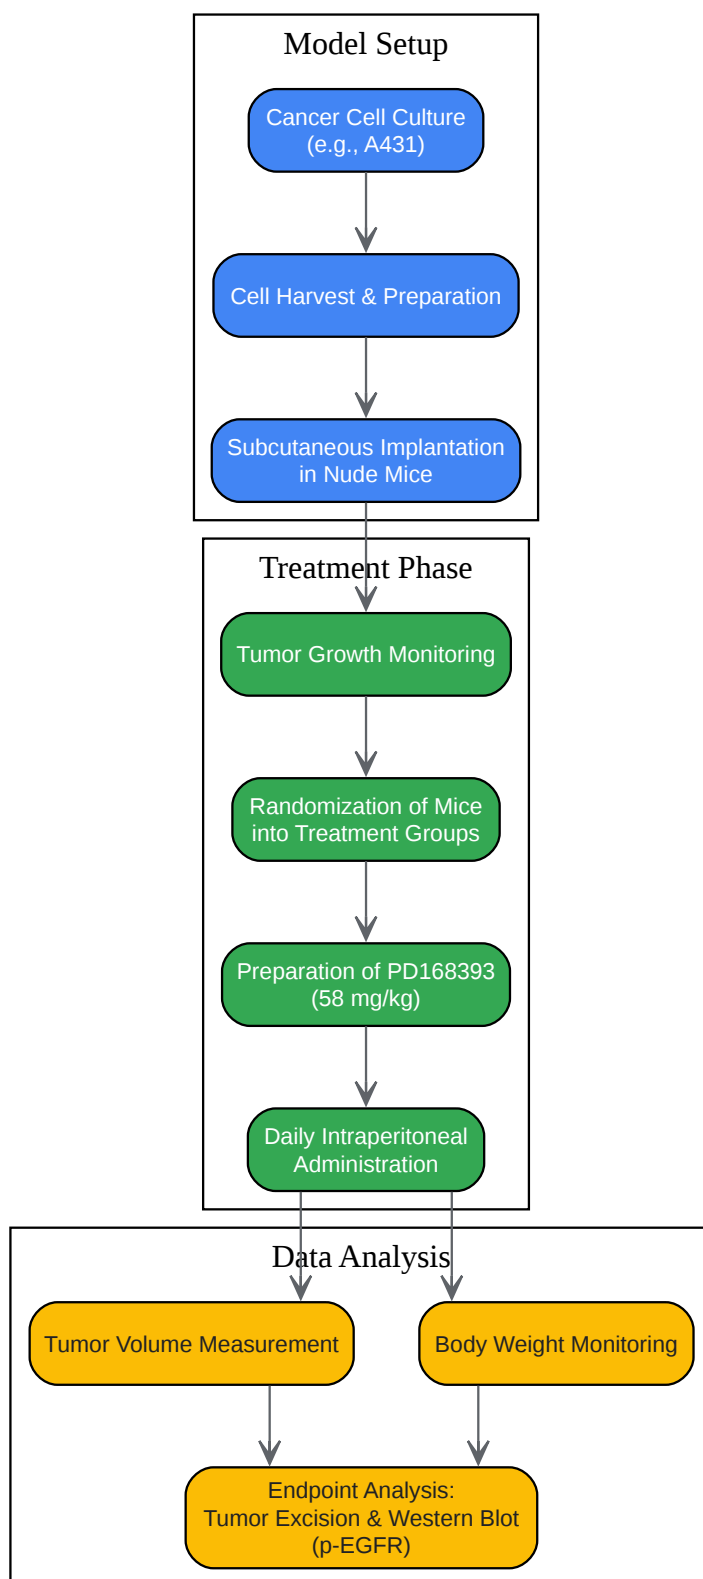 Model Setup
Cancer Cell Culture
(e.g., A431)
Cell Harvest & Preparation
Subcutaneous Implantation
in Nude Mice
Treatment Phase
Tumor Growth Monitoring
Randomization of Mice
into Treatment Groups
Preparation of PD168393
(58 mg/kg)
Daily Intraperitoneal
Administration
Data Analysis
Tumor Volume Measurement
Body Weight Monitoring
Endpoint Analysis:
Tumor Excision & Western Blot
(p-EGFR)